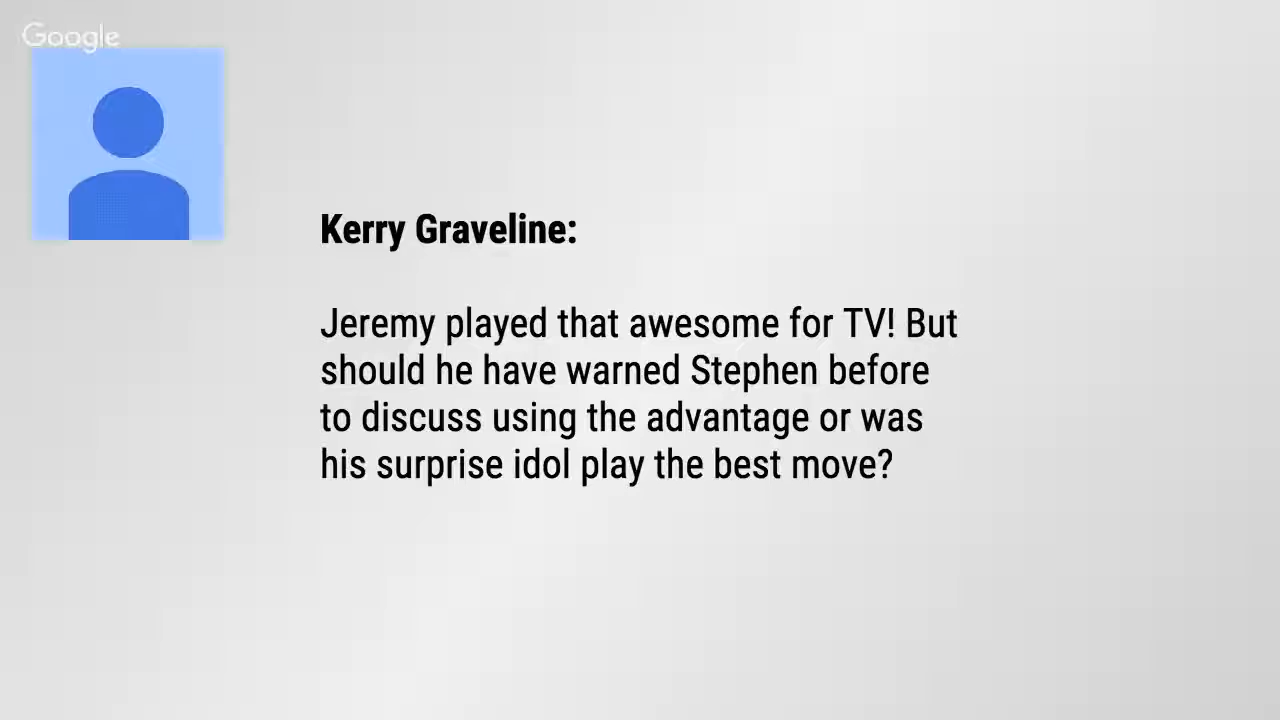 Google
Kerry Graveline:
Jeremy played that awesome for TV! But
should he have warned Stephen before
to discuss using the advantage or was
his surprise idol play the best move?